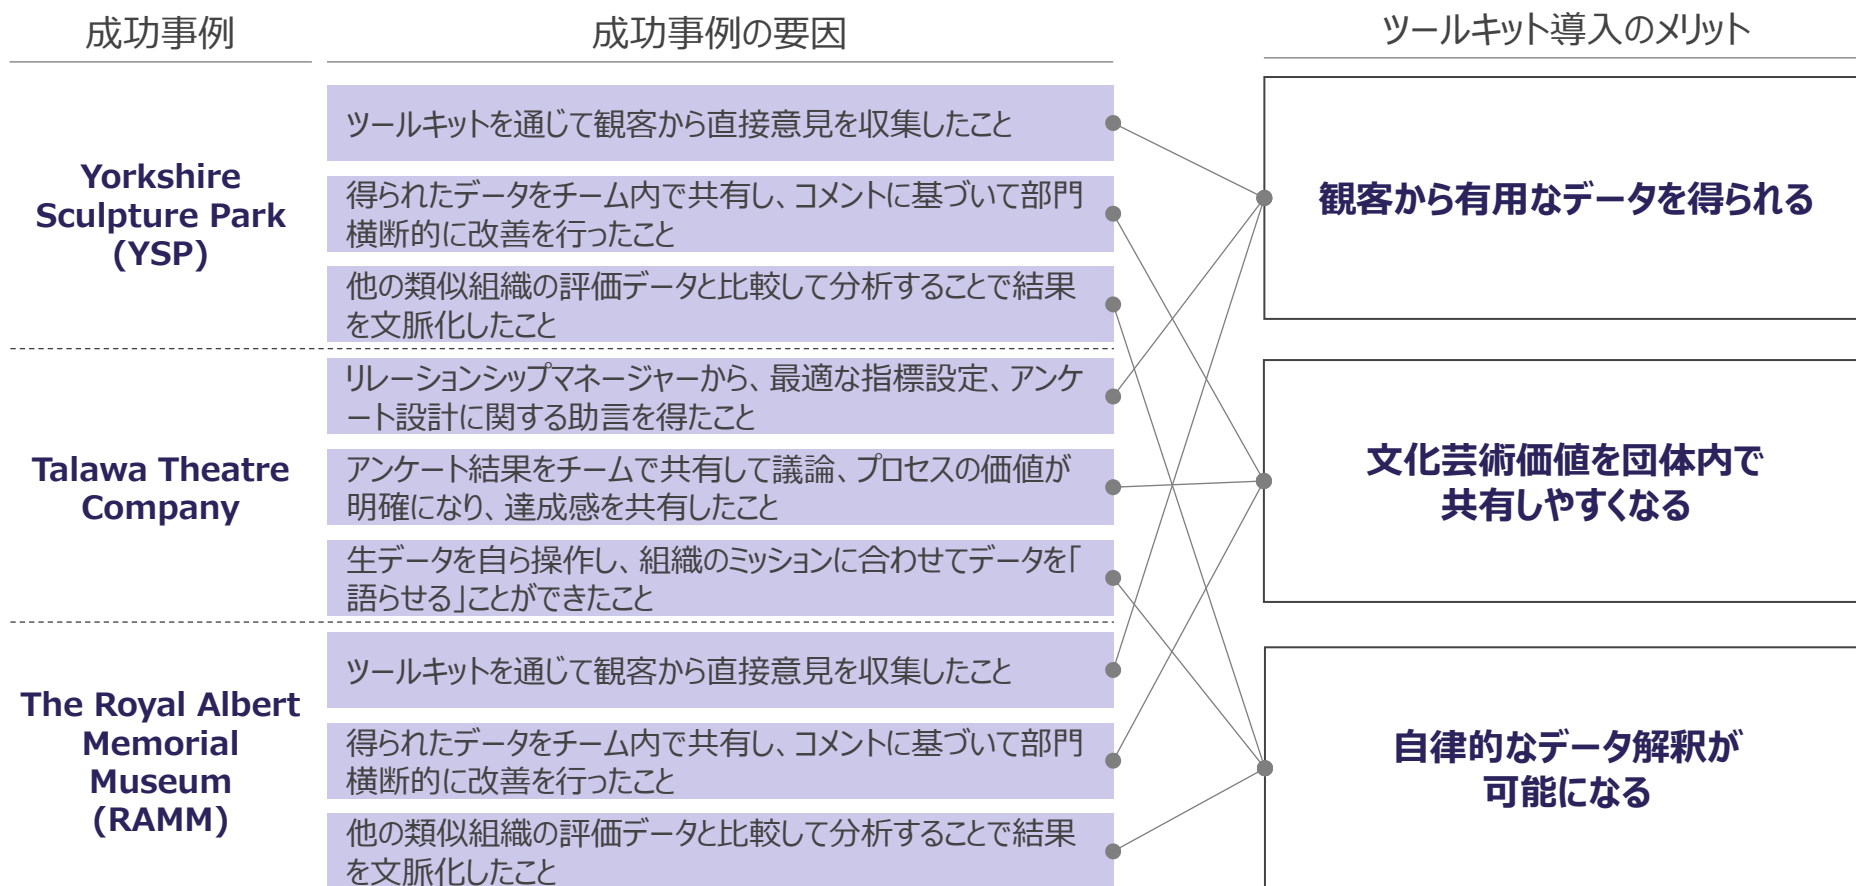 成功事例
成功事例の要因
ツールキット導入のメリット
Yorkshire
Sculpture Park
(YSP)
ツールキットを通じて観客から直接意見を収集したこと
得られたデータをチーム内で共有し、コメントに基づいて部門
横断的に改善を行ったこと
他の類似組織の評価データと比較して分析することで結果
を文脈化したこと
Talawa Theatre
Company
リレーションシップマネージャーから、最適な指標設定、アンケ
ート設計に関する助言を得たこと
アンケート結果をチームで共有して議論、プロセスの価値が
明確になり、達成感を共有したこと
生データを自ら操作し、組織のミッションに合わせてデータを「
語らせる」ことができたこと
The Royal Albert
Memorial
Museum
(RAMM)
ツールキットを通じて観客から直接意見を収集したこと
得られたデータをチーム内で共有し、コメントに基づいて部門
横断的に改善を行ったこと
他の類似組織の評価データと比較して分析することで結果
を文脈化したこと
観客から有用なデータを得られる
文化芸術価値を団体内で
共有しやすくなる
自律的なデータ解釈が
可能になる